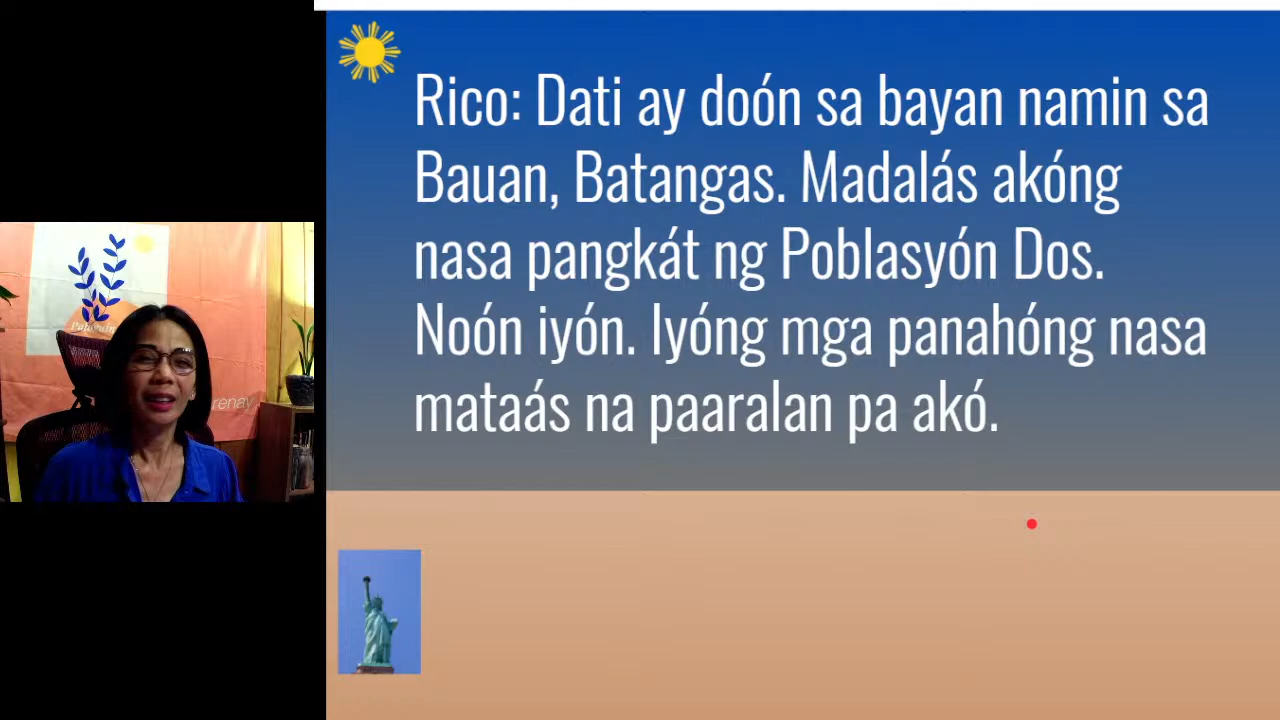 Rico: Dati ay doón sa bayan namin sa
Bauan, Batangas. Madalás akóng
nasa pangkát ng Poblasyón Dos.
Noón iyón. Iyóng mga panahóng nasa
mataás na paaralan pa akó.
renay